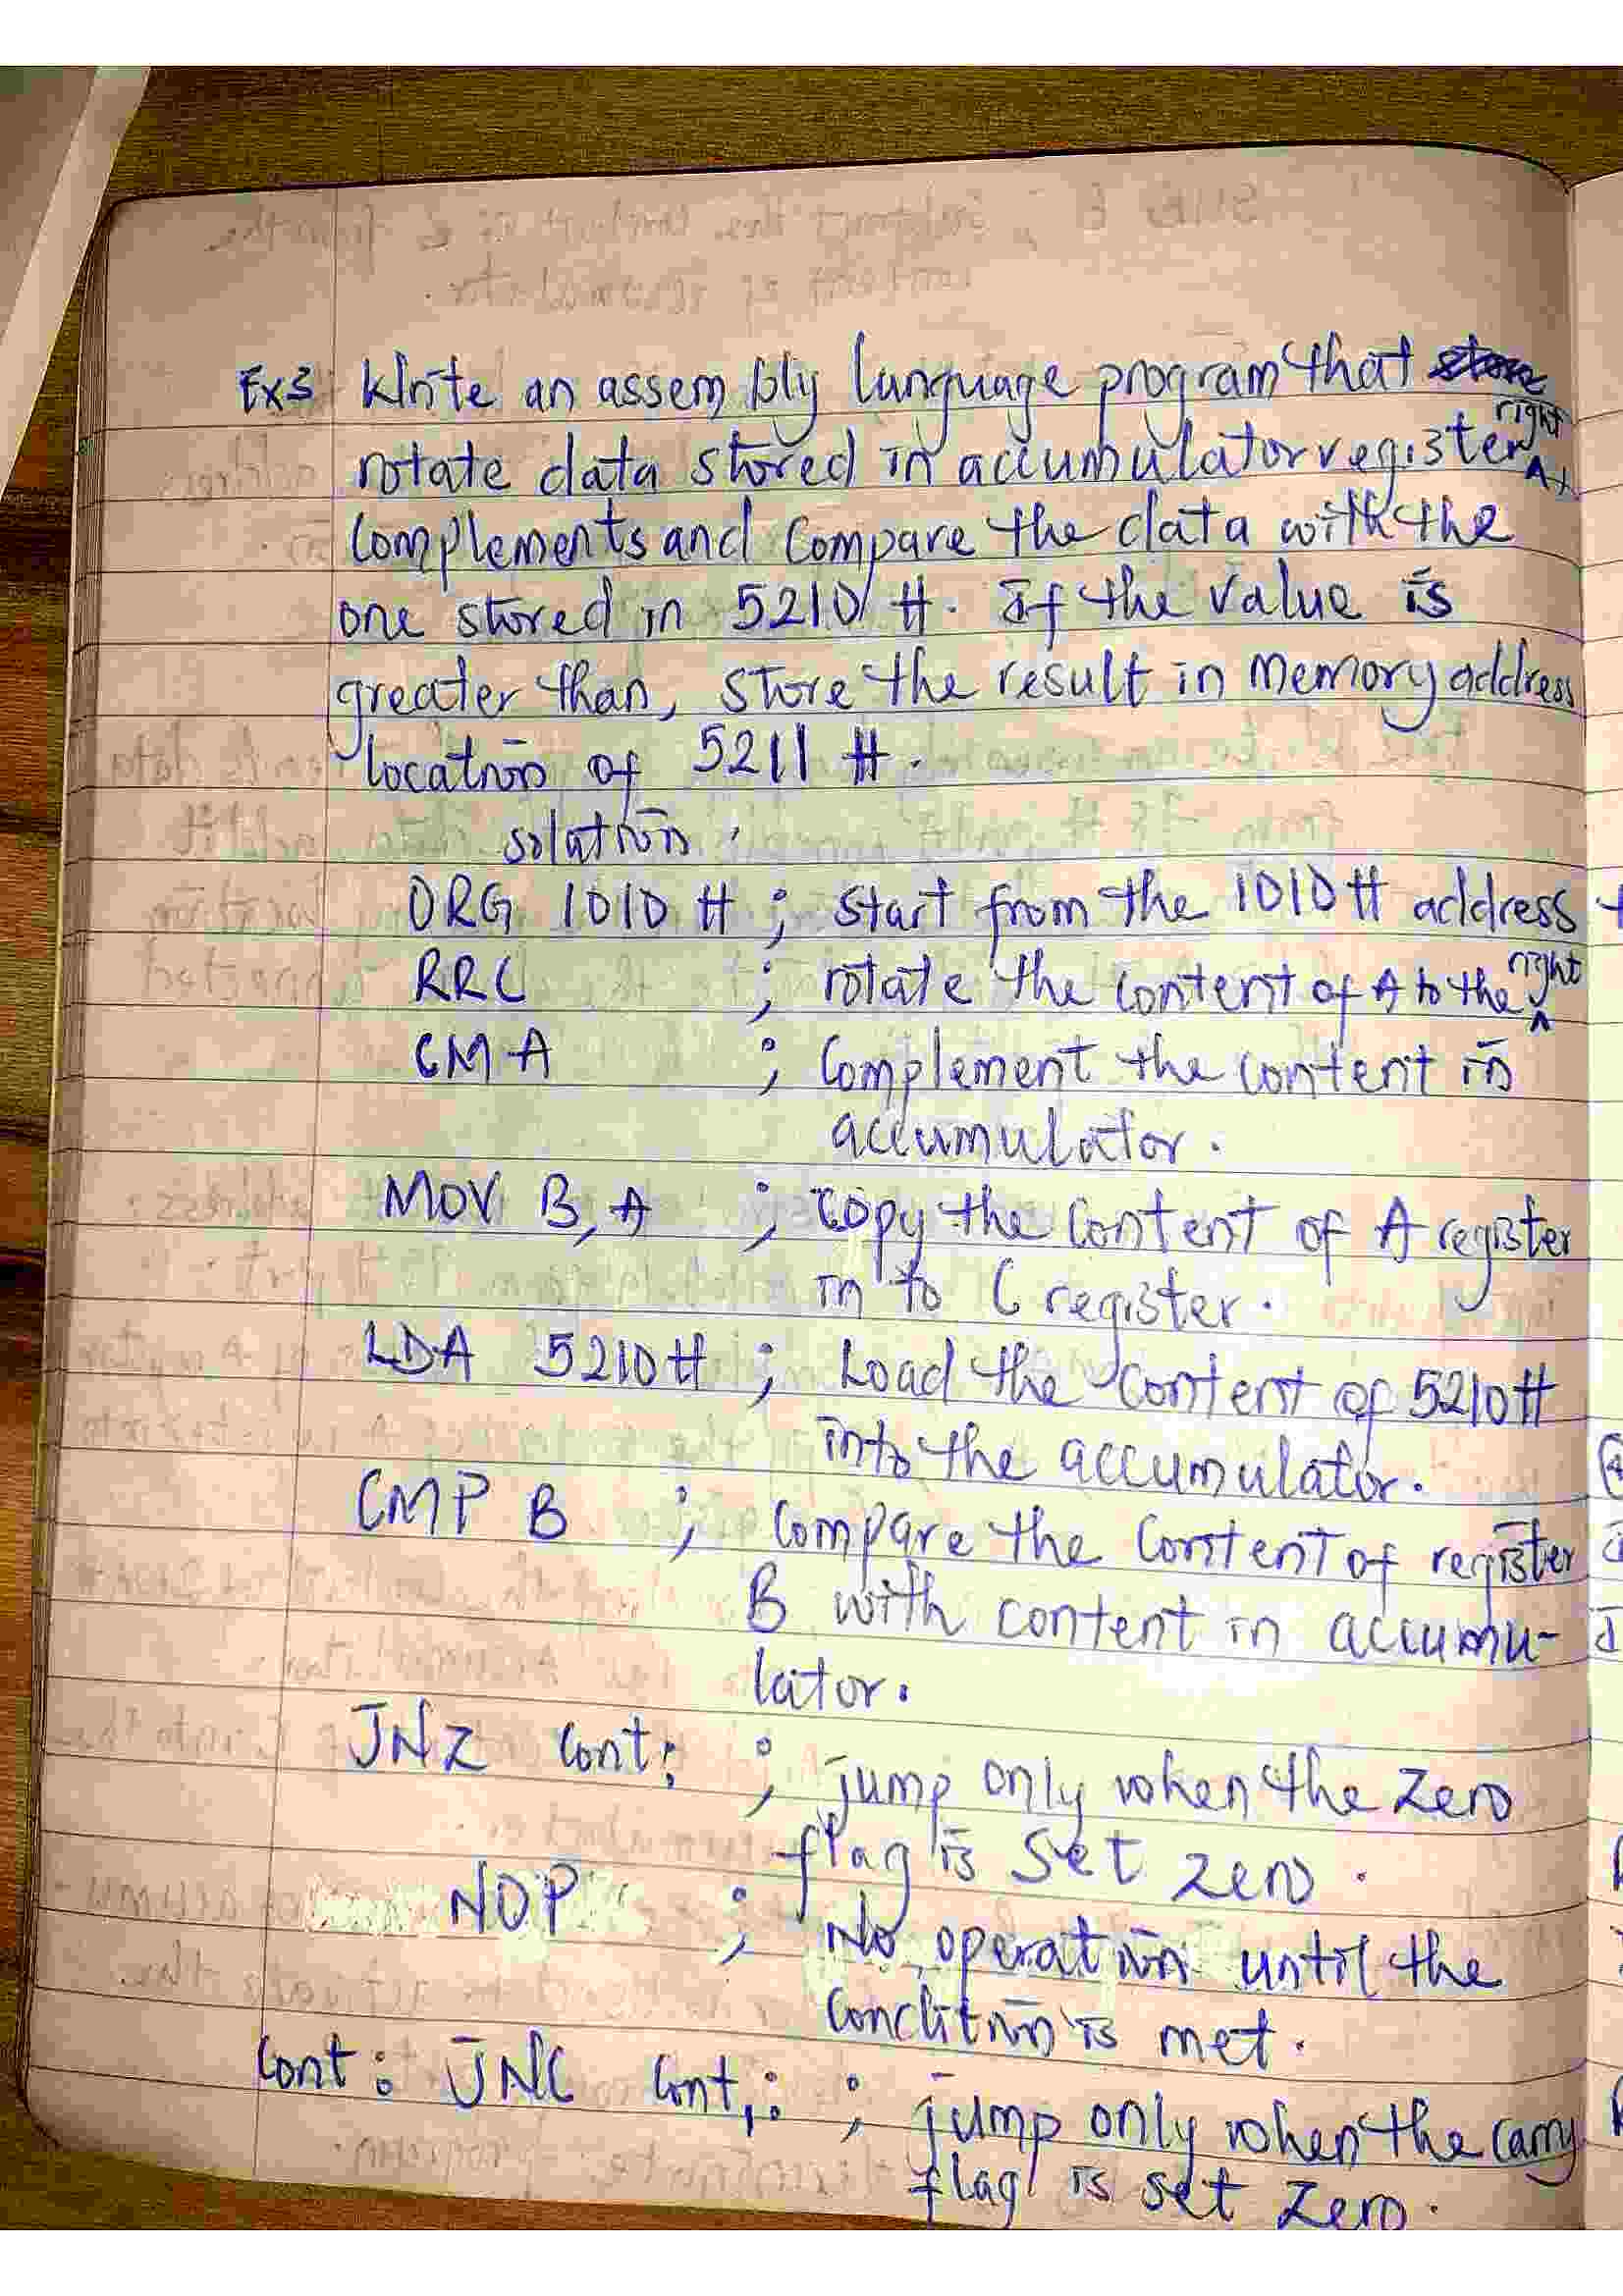 Ex3 Write an assembly language program that
rotate data stored in accumulator register right
complements and compare the data with the
one stored in 5210 H. If the value is
greater than, store the result in memory address
location of 5211 H.
solution.
ORG 1010 H ; start from the 1010 H address
RRC ; rotate the content of A to the right
CMA ; complement the content in
accumulator.
MOV B, A ; copy the content of A register
in to C register.
LDA 5210H ; Load the content of 5210H
into the accumulator.
CMP B ; compare the content of register
B with content in accumu-
lator.
JNZ Cont: ; jump only when the zero
flag is set zero.
NOP ; No operation until the
condition is met.
Cont: JNC Cont1: ; jump only when the carry
flag is set zero.